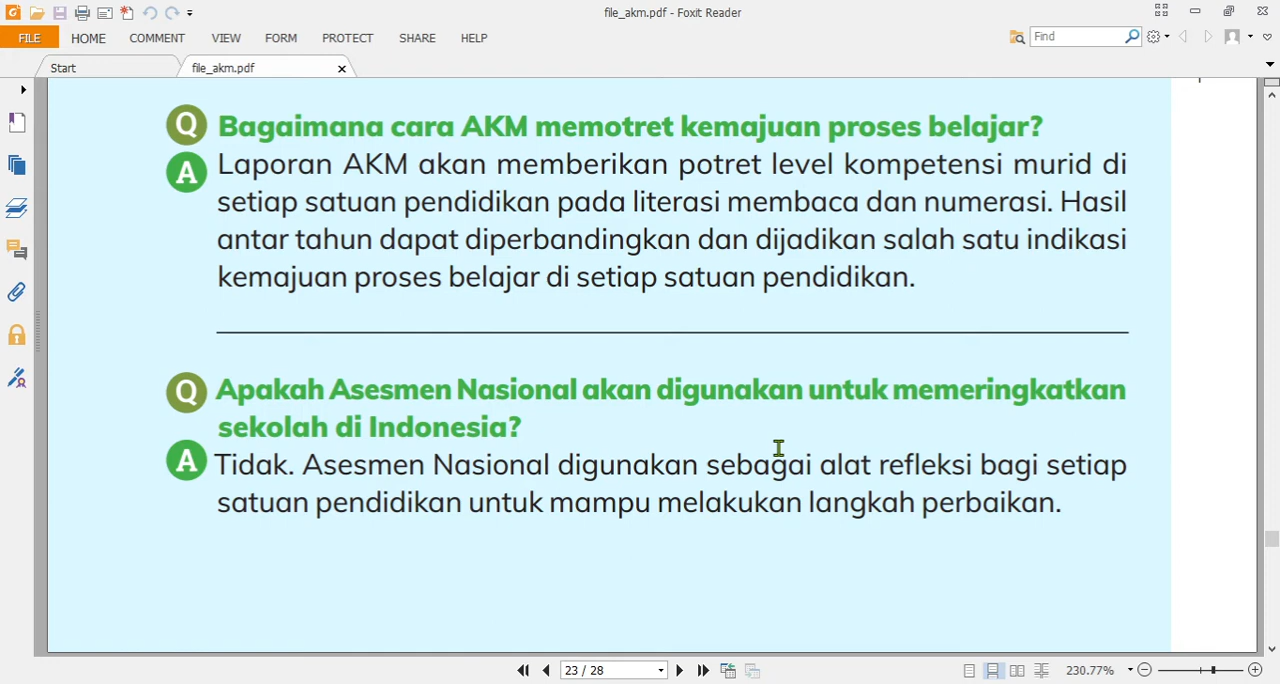 file_akm.pdf - Foxit Reader
FILE HOME COMMENT VIEW FORM PROTECT SHARE HELP
Find
Start file_akm.pdf
Q Bagaimana cara AKM memotret kemajuan proses belajar?
A Laporan AKM akan memberikan potret level kompetensi murid di
setiap satuan pendidikan pada literasi membaca dan numerasi. Hasil
antar tahun dapat diperbandingkan dan dijadikan salah satu indikasi
kemajuan proses belajar di setiap satuan pendidikan.
Q Apakah Asesmen Nasional akan digunakan untuk memeringkatkan
sekolah di Indonesia?
A Tidak. Asesmen Nasional digunakan sebagai alat refleksi bagi setiap
satuan pendidikan untuk mampu melakukan langkah perbaikan.
23 / 28
230.77%